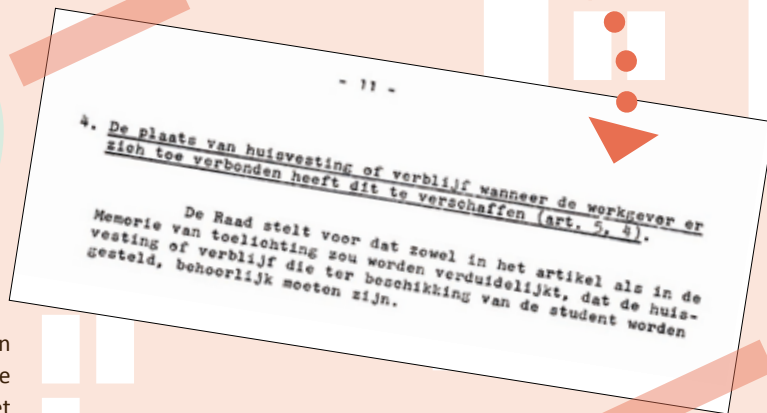 - 11 -
4. De plaats van huisvesting of verblijf wanneer de workgever er
zich toe verbonden heeft dit te verschaffen (art. 5, 4).
De Raad stelt voor dat zowel in het artikel als in de
Memorie van toelichting zou worden verduidelijkt, dat de huis-
vesting of verblijf die ter beschikking van de student worden
gesteld, behoorlijk moeten zijn.